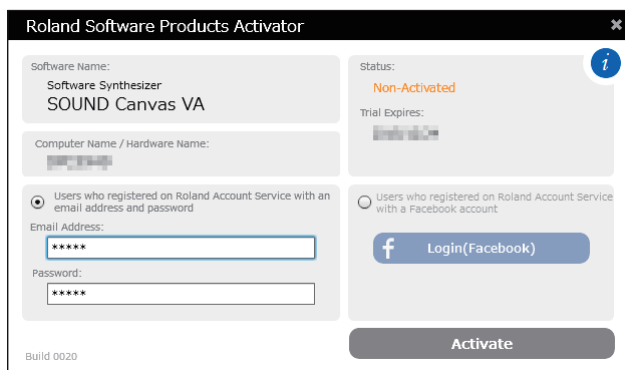 Roland Software Products Activator
Software Name:
Software Synthesizer
SOUND Canvas VA
Status:
Non-Activated
Trial Expires:
Computer Name / Hardware Name:
Users who registered on Roland Account Service with an
email address and password
Email Address:
*****
Password:
*****
Users who registered on Roland Account Service
with a Facebook account
f Login(Facebook)
Activate
Build 0020